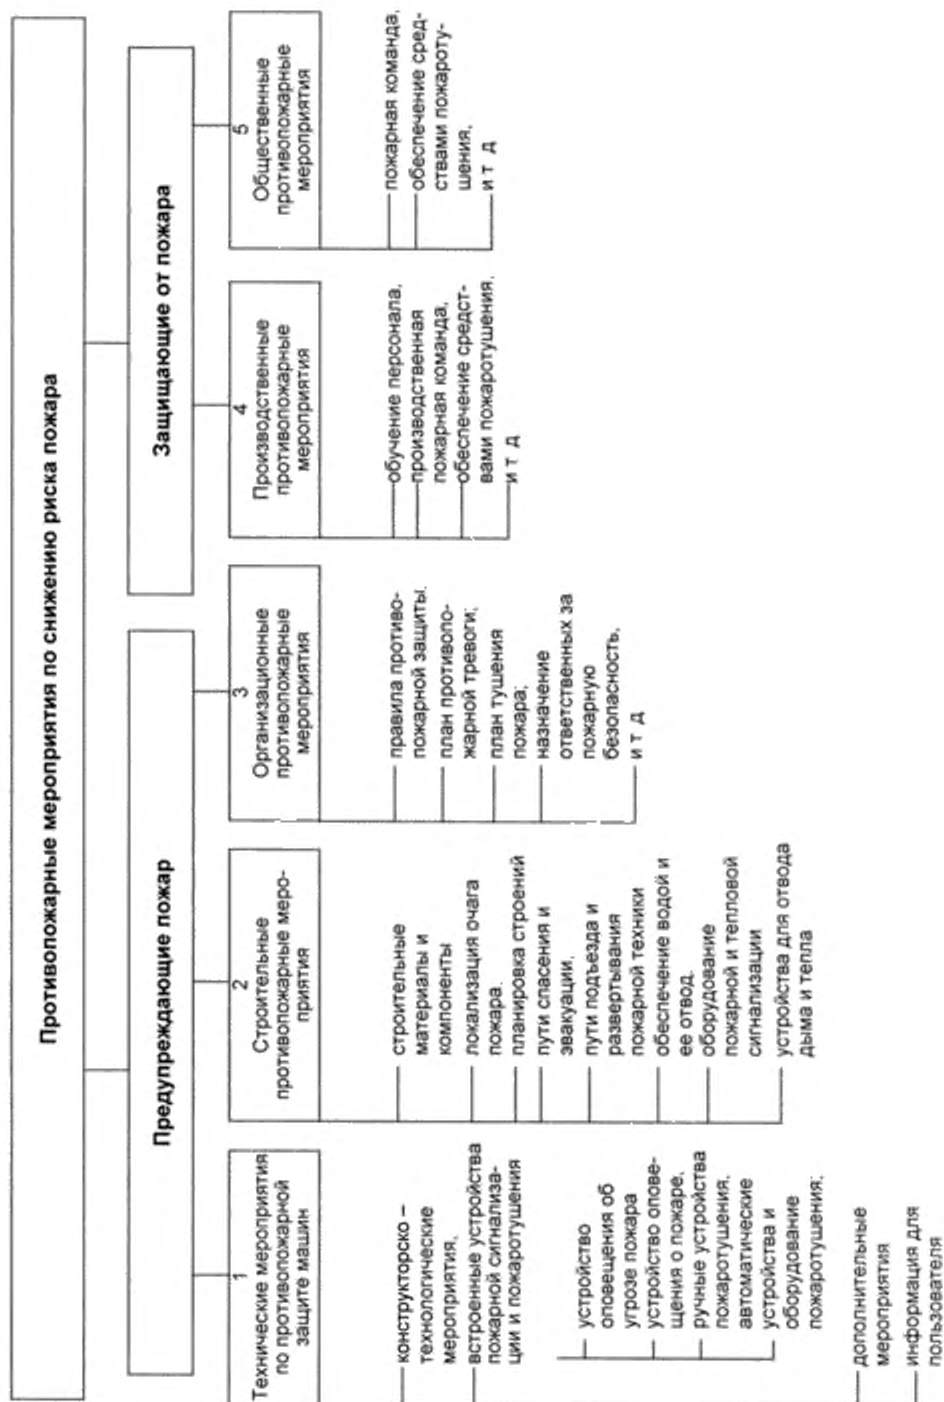 Противопожарные мероприятия по снижению риска пожара
Предупреждающие пожар
Защищающие от пожара
1
Технические мероприятия
по противопожарной
защите машин
конструкторско –
технологические
мероприятия,
встроенные устройства
пожарной сигнализа-
ции и пожаротушения
устройство
оповещения об
угрозе пожара
устройство опове-
щения о пожаре,
ручные устройства
пожаротушения,
автоматические
устройства и
оборудование
пожаротушения;
дополнительные
мероприятия
информация для
пользователя
2
Строительные
противопожарные меро-
приятия
строительные
материалы и
компоненты
локализация очага
пожара.
планировка строений
пути спасения и
эвакуации,
пути подъезда и
развертывания
пожарной техники
обеспечение водой и
ее отвод.
оборудование
пожарной и тепловой
сигнализации
устройства для отвода
дыма и тепла
3
Организационные
противопожарные
мероприятия
правила противо-
пожарной защиты.
план противопо-
жарной тревоги;
план тушения
пожара;
назначение
ответственных за
пожарную
безопасность,
и т д
4
Производственные
противопожарные
мероприятия
обучение персонала,
производственная
пожарная команда,
обеспечение средст-
вами пожаротушения,
и т д
5
Общественные
противопожарные
мероприятия
пожарная команда,
обеспечение сред-
ствами пожароту-
шения,
и т д